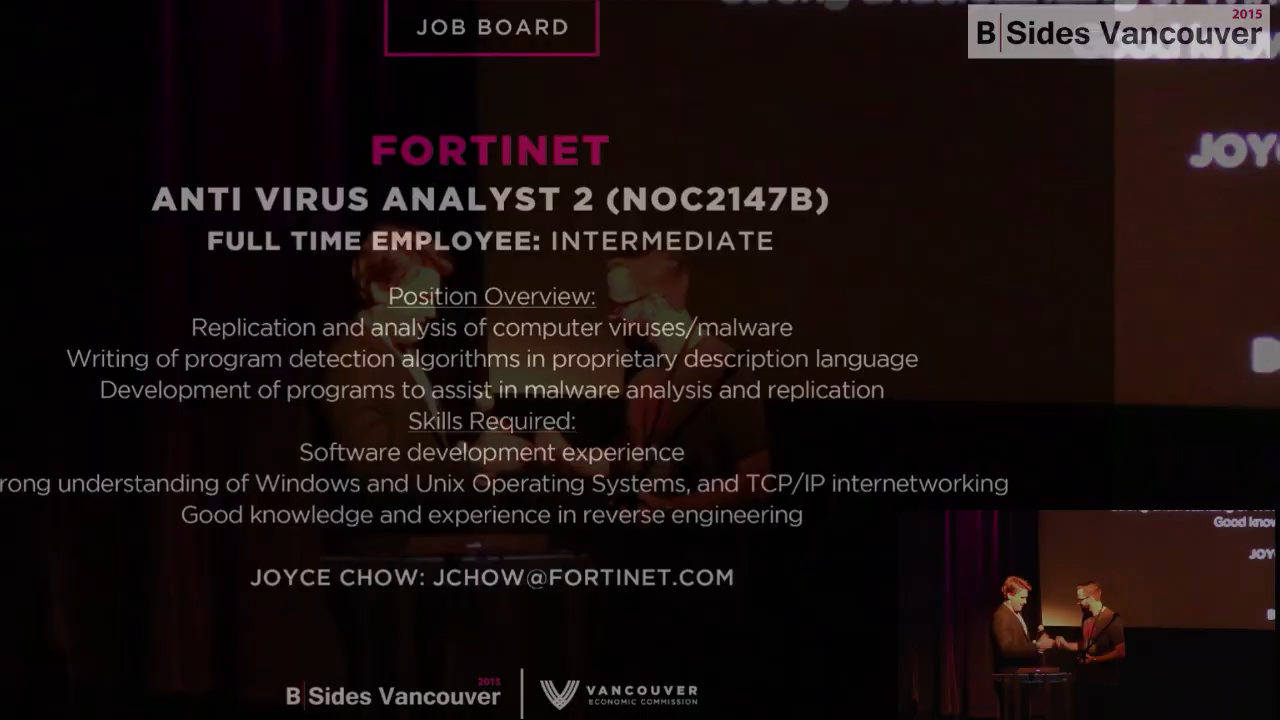 JOB BOARD
2015
B Sides Vancouver
FORTINET
ANTI VIRUS ANALYST 2 (NOC2147B)
FULL TIME EMPLOYEE: INTERMEDIATE
Position Overview:
Replication and analysis of computer viruses/malware
Writing of program detection algorithms in proprietary description language
Development of programs to assist in malware analysis and replication
Skills Required:
Software development experience
rong understanding of Windows and Unix Operating Systems, and TCP/IP internetworking
Good knowledge and experience in reverse engineering
JOYCE CHOW: JCHOW@FORTINET.COM
2015
B Sides Vancouver
VANCOUVER
ECONOMIC COMMISSION
JOY
B
Good know
JOY